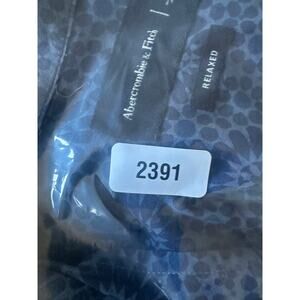 Abercrombie & Fitch
RELAXED
2391